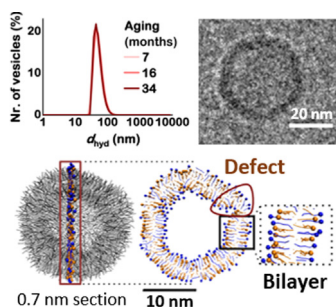 Nr. of vesicles (%)
20
10
0
Aging
(months)
7
16
34
1 10 100 1000 10000
d_hyd (nm)
20 nm
Defect
Bilayer
0.7 nm section
10 nm